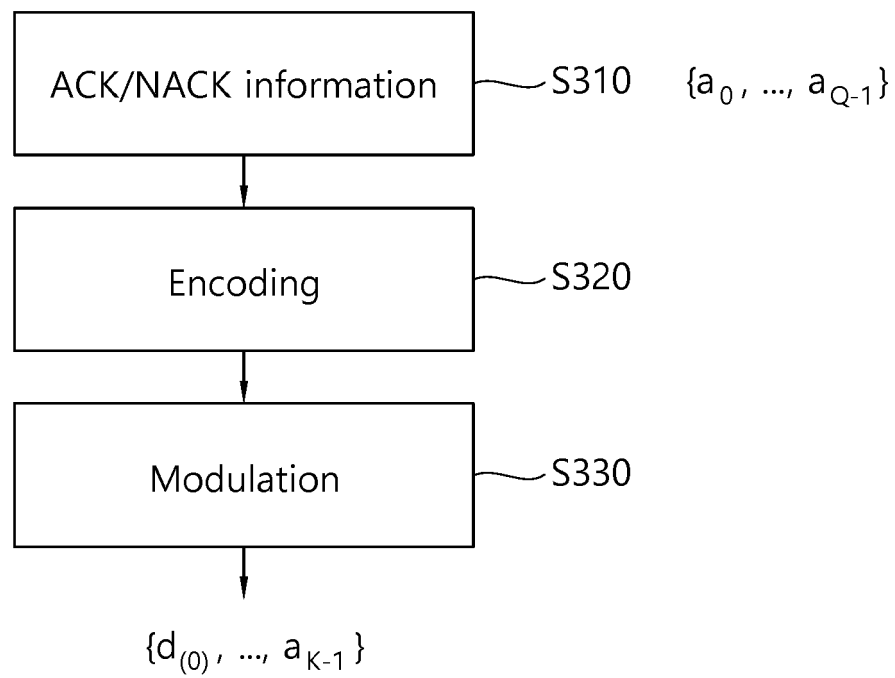 ACK/NACK information S310 {a0, ..., aQ-1}
Encoding S320
Modulation S330
{d(0), ..., aK-1}